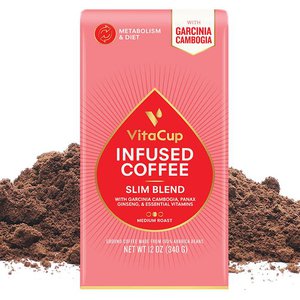 METABOLISM
& DIET
WITH
GARCINIA
CAMBOGIA
VitaCup
INFUSED
COFFEE
SLIM BLEND
WITH GARCINIA CAMBOGIA, PANAX
GINSENG, & ESSENTIAL VITAMINS
MEDIUM ROAST
GROUND COFFEE MADE FROM 100% ARABICA BEANS
NET WT 12 OZ (340 G)